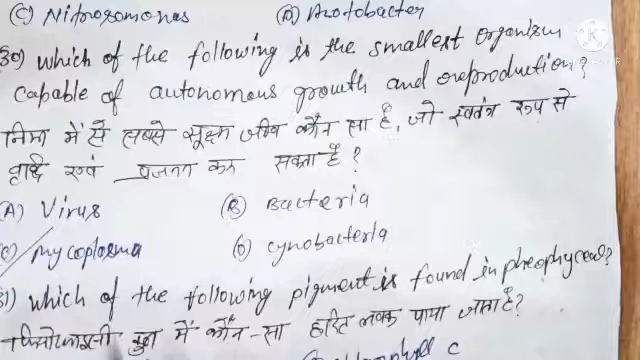 (C) Nitrosomonas (D) Azotobacter
30) which of the following is the smallest organism
capable of autonomous growth and oreproduction?
निम्न में से सबसे सूक्ष्म जीव कौन सा है, जो स्वतंत्र रूप से
वृद्धि एवं प्रजनन कर सकता है?
(A) Virus (B) Bacteria
(C) mycoplasma (D) cynobacteria
31) which of the following pigment is found in pheophyceae?
फियोफाइसी कुल में कौन-सा हरित लवक पाया जाता है?
C